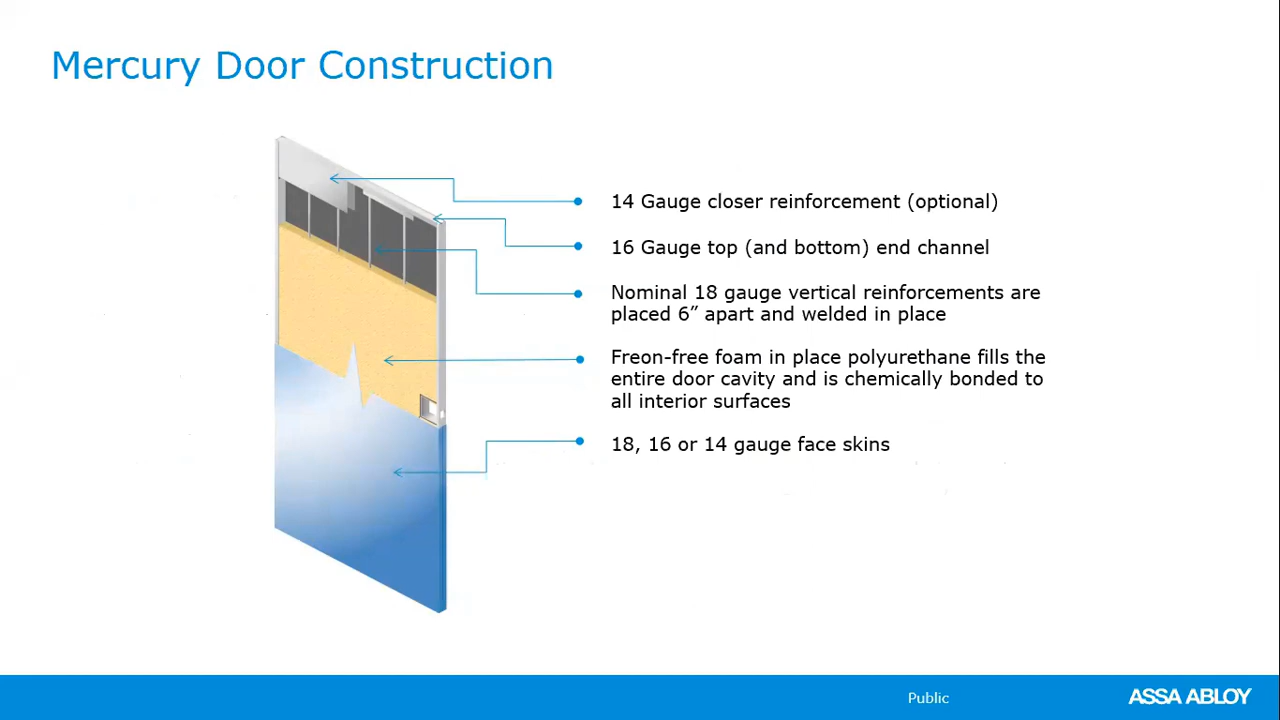 Mercury Door Construction
14 Gauge closer reinforcement (optional)
16 Gauge top (and bottom) end channel
Nominal 18 gauge vertical reinforcements are
placed 6” apart and welded in place
Freon-free foam in place polyurethane fills the
entire door cavity and is chemically bonded to
all interior surfaces
18, 16 or 14 gauge face skins
Public
ASSA ABLOY